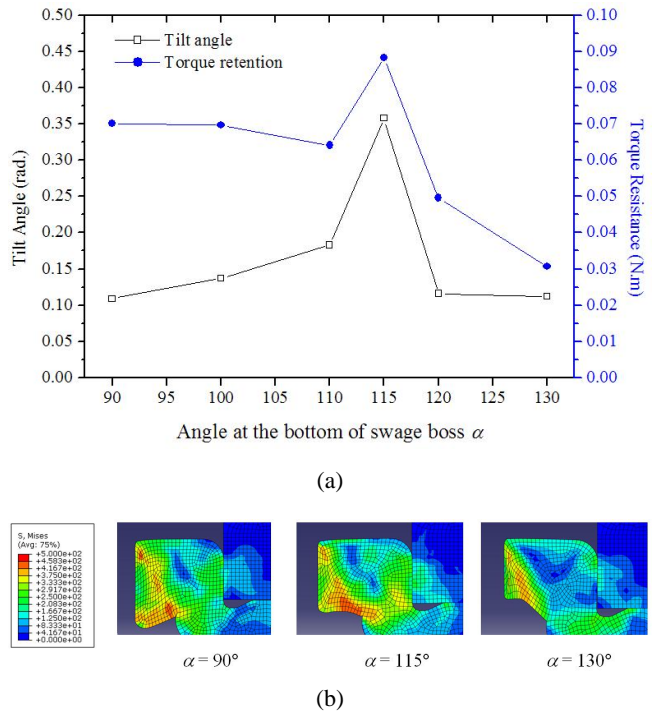 0.50
0.45
0.40
0.35
0.30
0.25
0.20
0.15
0.10
0.05
0.00
Tilt Angle (rad.)
Tilt angle
Torque retention
0.10
0.09
0.08
0.07
0.06
0.05
0.04
0.03
0.02
0.01
0.00
Torque Resistance (N.m)
90 95 100 105 110 115 120 125 130
Angle at the bottom of swage boss α
(a)
S, Mises
(Avg: 75%)
+5.000e+02
+4.583e+02
+4.167e+02
+3.750e+02
+3.333e+02
+2.917e+02
+2.500e+02
+2.083e+02
+1.667e+02
+1.250e+02
+8.333e+01
+4.167e+01
+0.000e+00
α = 90° α = 115° α = 130°
(b)